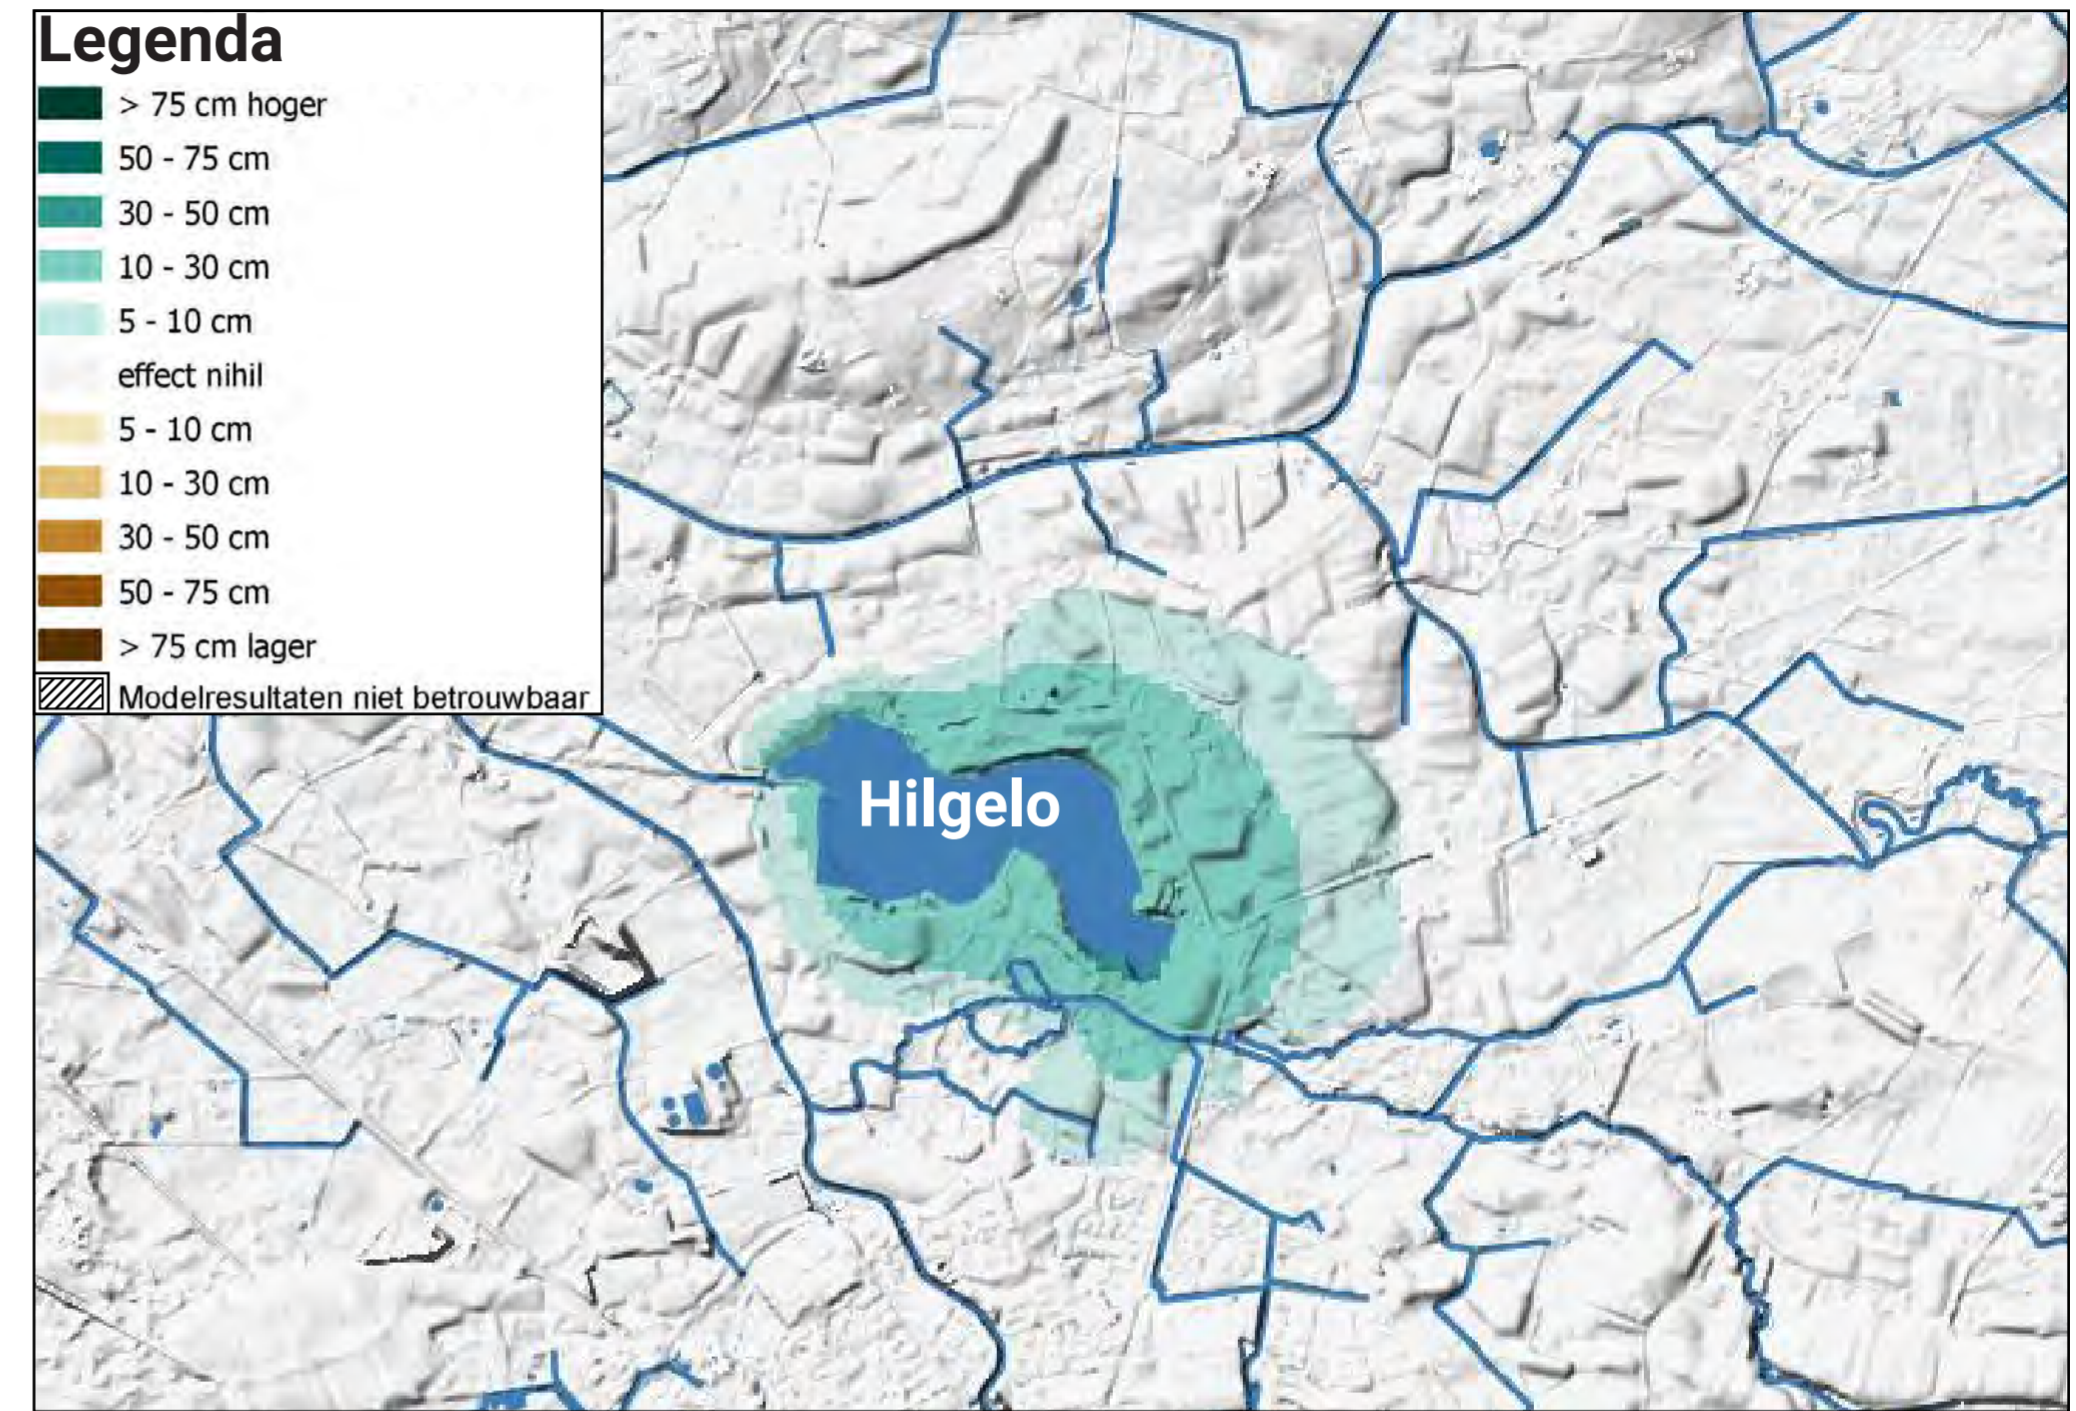 Legenda
> 75 cm hoger
50 - 75 cm
30 - 50 cm
10 - 30 cm
5 - 10 cm
effect nihil
5 - 10 cm
10 - 30 cm
30 - 50 cm
50 - 75 cm
> 75 cm lager
Modelresultaten niet betrouwbaar
Hilgelo